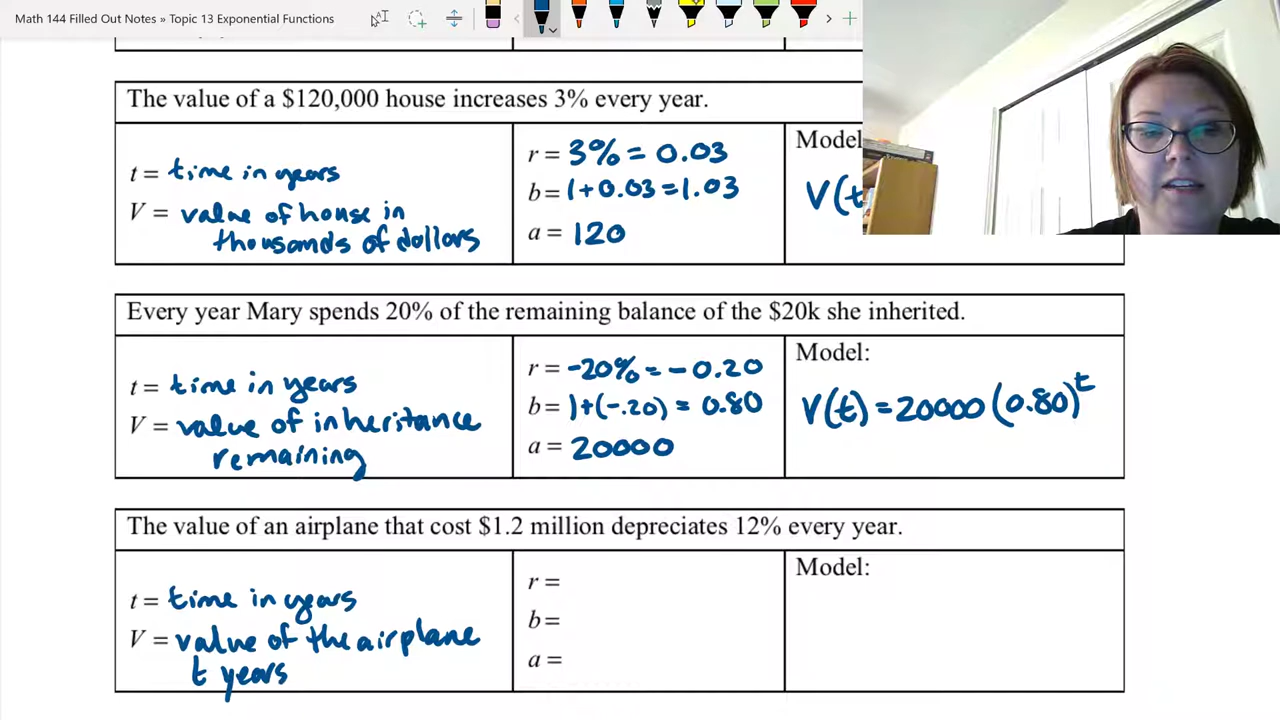 Math 144 Filled Out Notes » Topic 13 Exponential Functions
The value of a $120,000 house increases 3% every year.
t = time in years
V = value of house in
thousands of dollars
r = 3% = 0.03
b = 1 + 0.03 = 1.03
a = 120
Model
V(t
Every year Mary spends 20% of the remaining balance of the $20k she inherited.
t = time in years
V = value of inheritance
remaining
r = -20% = -0.20
b = 1+(-.20) = 0.80
a = 20000
Model:
V(t) = 20000 (0.80)^t
The value of an airplane that cost $1.2 million depreciates 12% every year.
t = time in years
V = value of the airplane
t years
r =
b =
a =
Model: